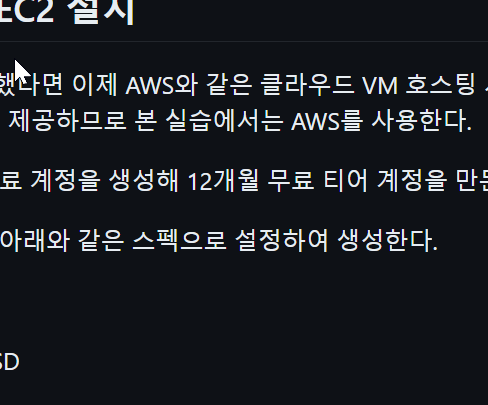 EC2 설치
했다면 이제 AWS와 같은 클라우드 VM 호스팅
제공하므로 본 실습에서는 AWS를 사용한다.
료 계정을 생성해 12개월 무료 티어 계정을 만든
아래와 같은 스펙으로 설정하여 생성한다.
SD